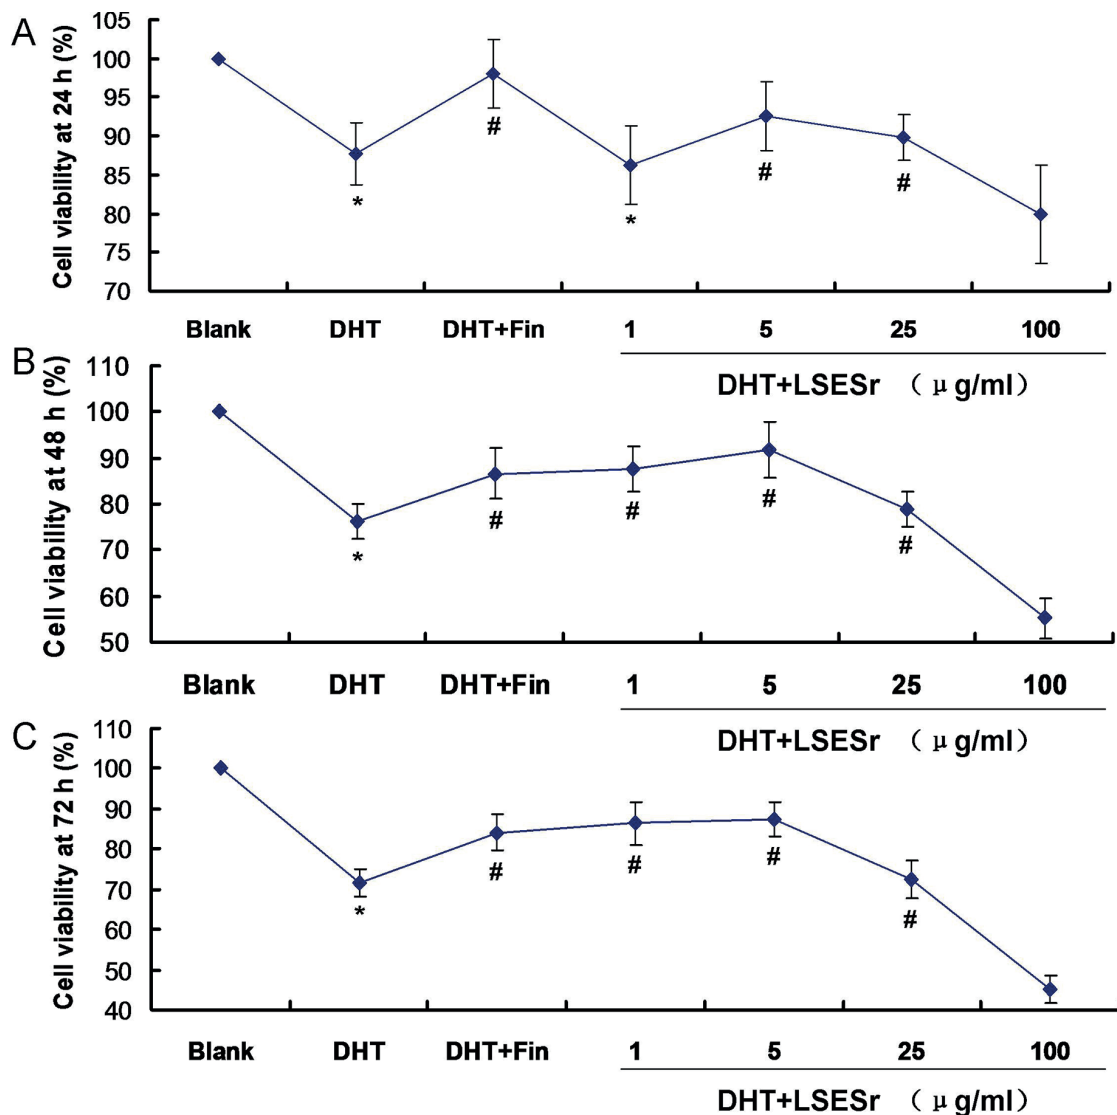 A
Cell viability at 24 h (%)
105
100
95
90
85
80
75
70
* # * # #
Blank DHT DHT+Fin 1 5 25 100
DHT+LSESr （μg/ml）
B
Cell viability at 48 h (%)
110
100
90
80
70
60
50
* # # # #
Blank DHT DHT+Fin 1 5 25 100
DHT+LSESr （μg/ml）
C
Cell viability at 72 h (%)
110
100
90
80
70
60
50
40
* # # # #
Blank DHT DHT+Fin 1 5 25 100
DHT+LSESr （μg/ml）